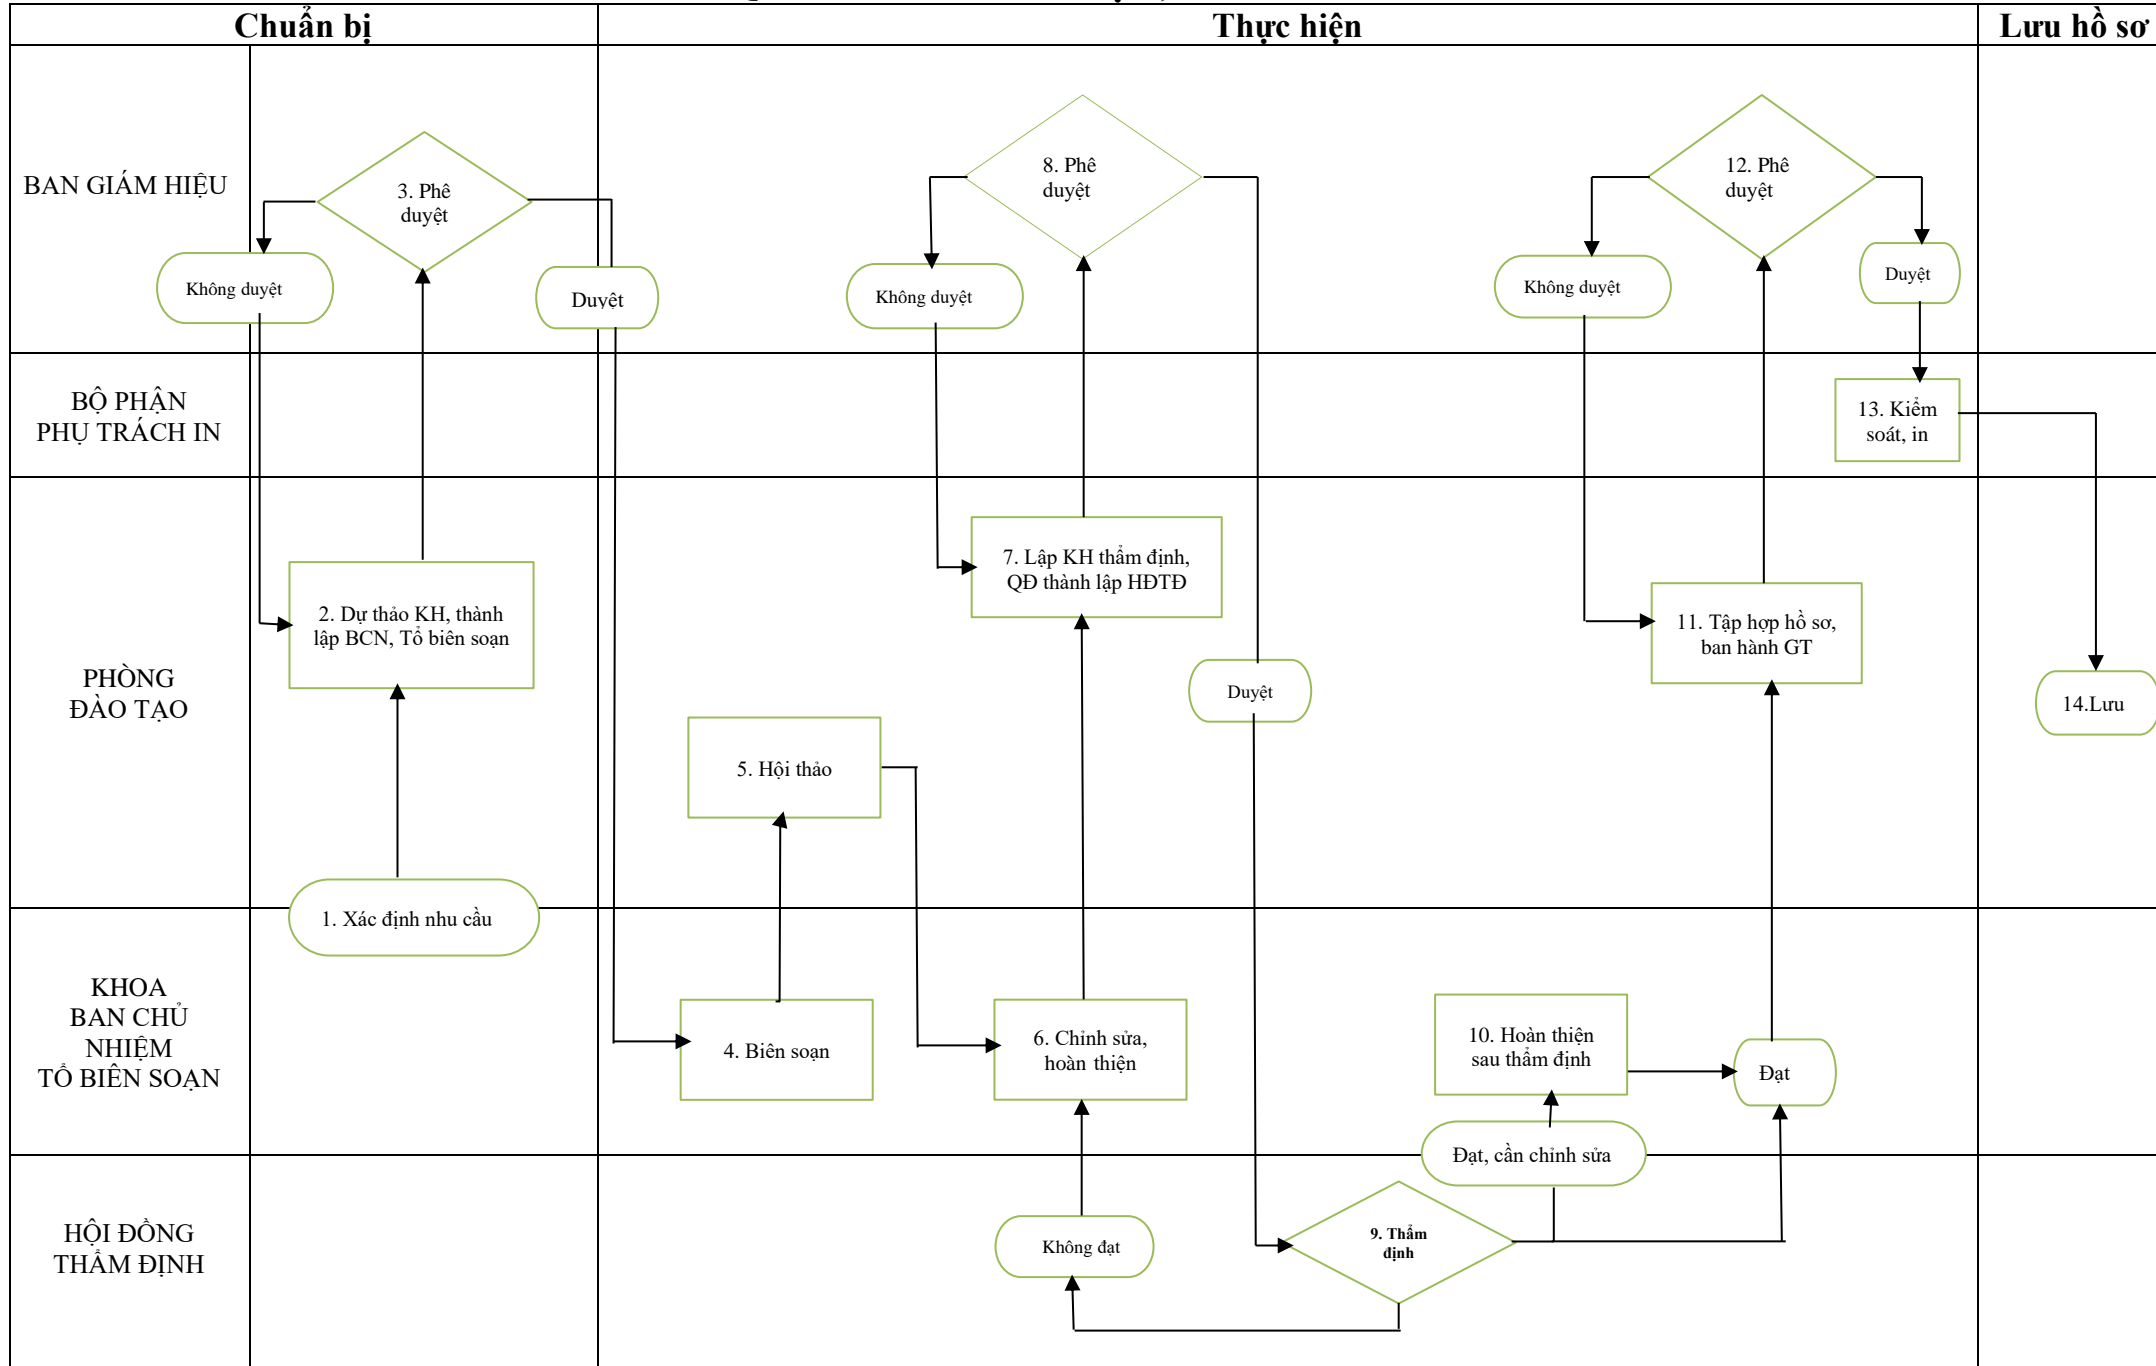 Chuẩn bị
Thực hiện
Lưu hồ sơ
BAN GIÁM HIỆU
3. Phê
duyệt
Không duyệt
Duyệt
8. Phê
duyệt
Không duyệt
12. Phê
duyệt
Không duyệt
Duyệt
BỘ PHẬN
PHỤ TRÁCH IN
13. Kiểm
soát, in
PHÒNG
ĐÀO TẠO
2. Dự thảo KH, thành
lập BCN, Tổ biên soạn
7. Lập KH thẩm định,
QĐ thành lập HĐTĐ
Duyệt
11. Tập hợp hồ sơ,
ban hành GT
14.Lưu
5. Hội thảo
1. Xác định nhu cầu
KHOA
BAN CHỦ
NHIỆM
TỔ BIÊN SOẠN
4. Biên soạn
6. Chỉnh sửa,
hoàn thiện
10. Hoàn thiện
sau thẩm định
Đạt
Đạt, cần chỉnh sửa
HỘI ĐỒNG
THẨM ĐỊNH
Không đạt
9. Thẩm
định